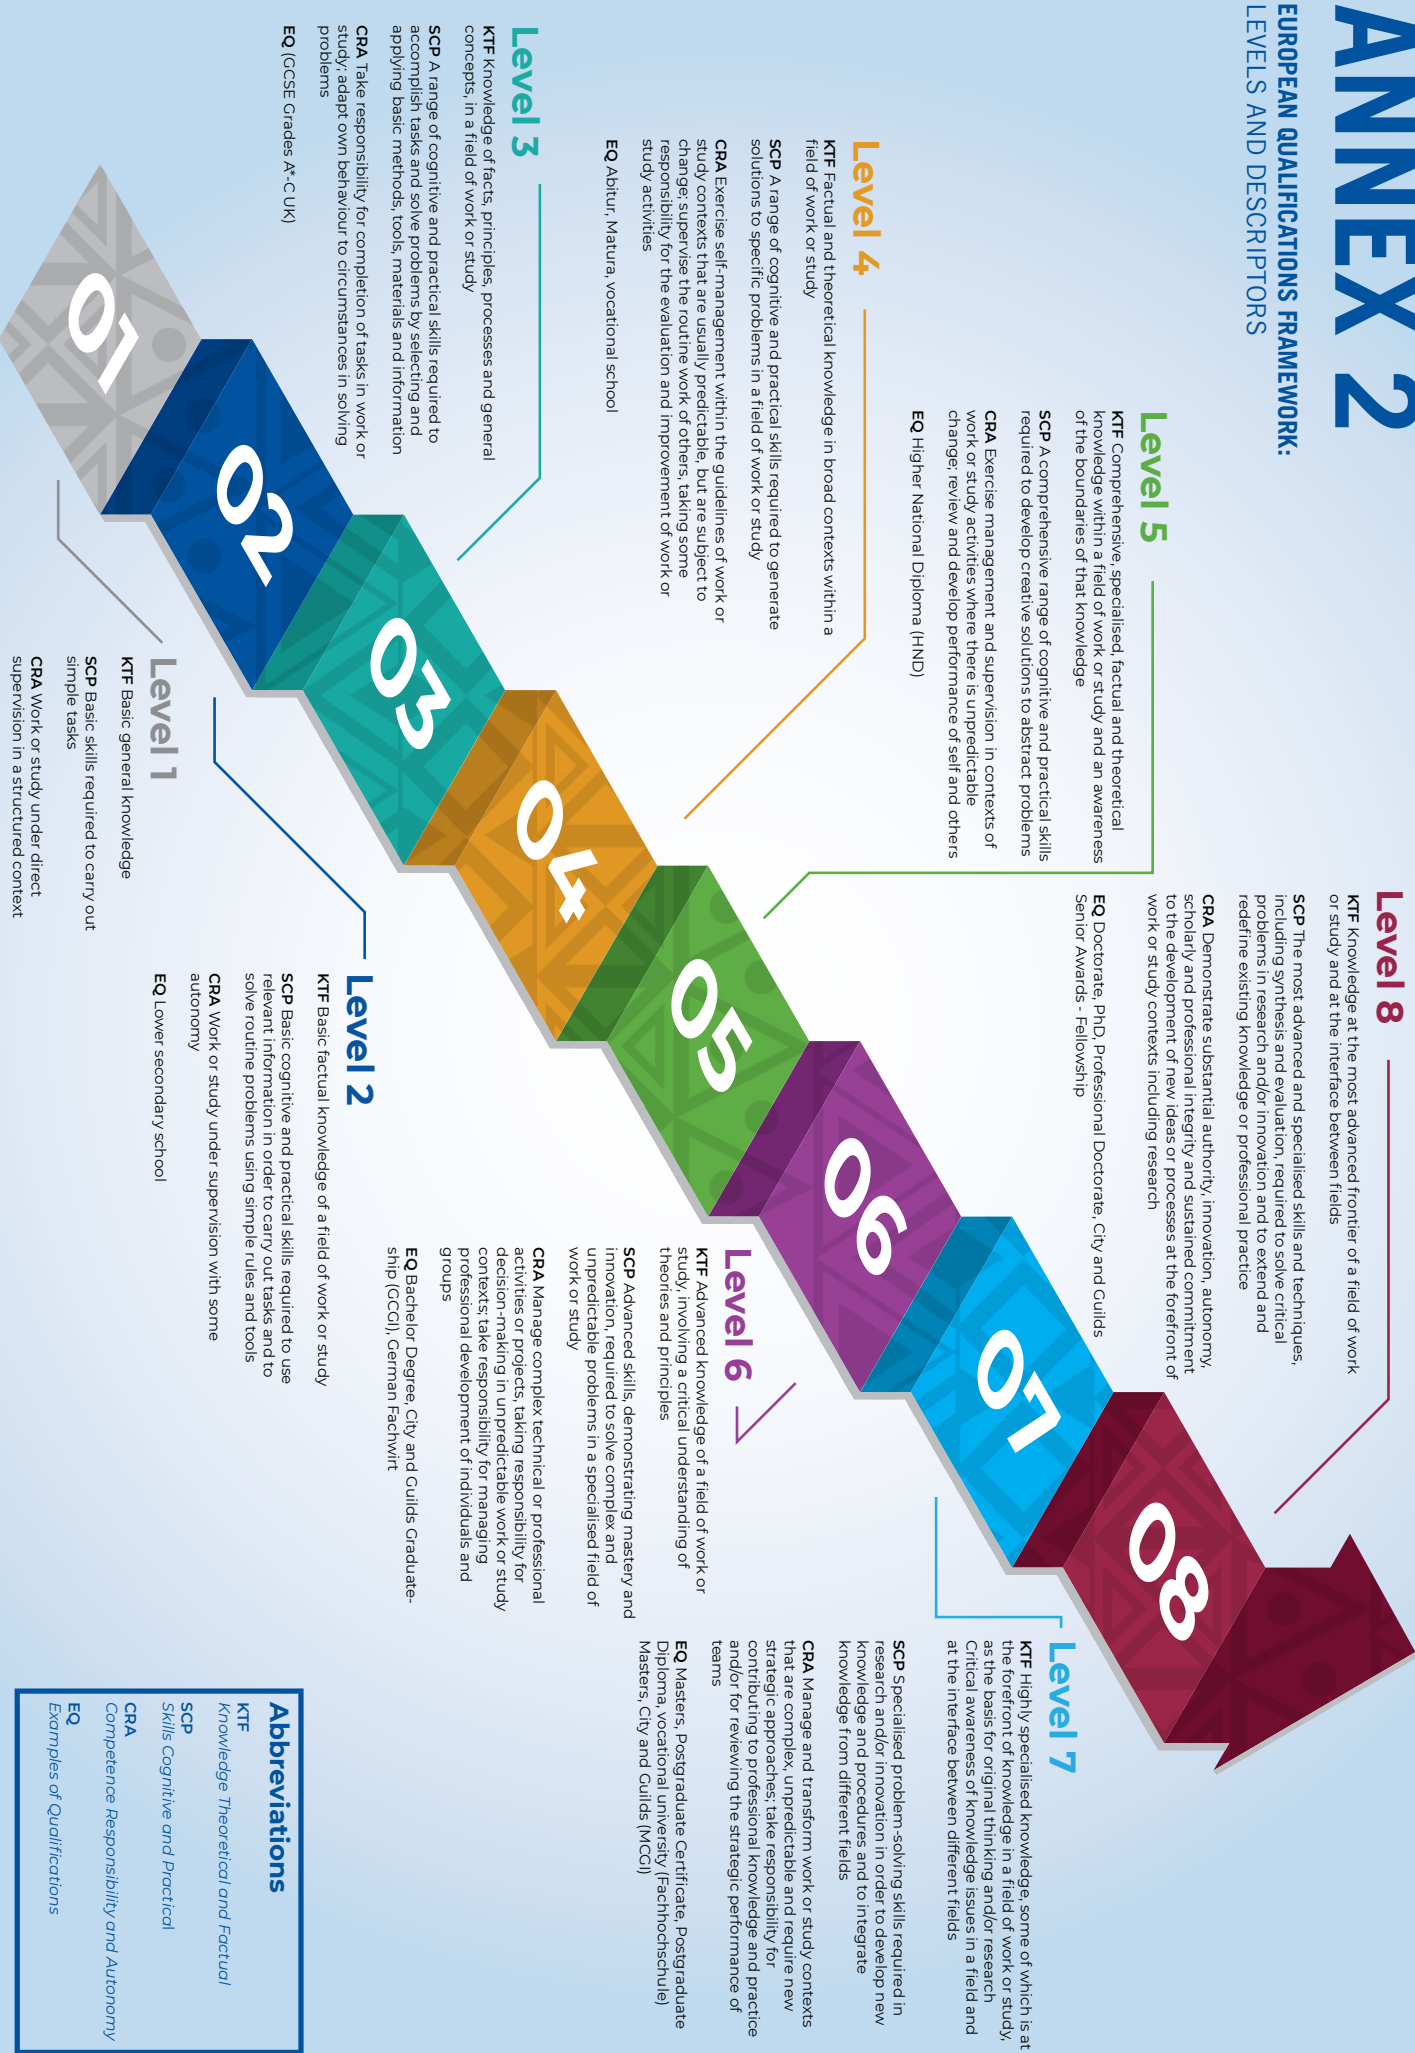 ANNEX 2
EUROPEAN QUALIFICATIONS FRAMEWORK:
LEVELS AND DESCRIPTORS
Level 8
KTF Knowledge at the most advanced frontier of a field of work
or study and at the interface between fields
SCP The most advanced and specialised skills and techniques,
including synthesis and evaluation, required to solve critical
problems in research and/or innovation and to extend and
redefine existing knowledge or professional practice
CRA Demonstrate substantial authority, innovation, autonomy,
scholarly and professional integrity and sustained commitment
to the development of new ideas or processes at the forefront of
work or study contexts including research
EQ Doctorate, PhD, Professional Doctorate, City and Guilds
Senior Awards - Fellowship
Level 5
KTF Comprehensive, specialised, factual and theoretical
knowledge within a field of work or study and an awareness
of the boundaries of that knowledge
SCP A comprehensive range of cognitive and practical skills
required to develop creative solutions to abstract problems
CRA Exercise management and supervision in contexts of
work or study activities where there is unpredictable
change; review and develop performance of self and others
EQ Higher National Diploma (HND)
Level 4
KTF Factual and theoretical knowledge in broad contexts within a
field of work or study
SCP A range of cognitive and practical skills required to generate
solutions to specific problems in a field of work or study
CRA Exercise self-management within the guidelines of work or
study contexts that are usually predictable, but are subject to
change; supervise the routine work of others, taking some
responsibility for the evaluation and improvement of work or
study activities
EQ Abitur, Matura, vocational school
Level 3
KTF Knowledge of facts, principles, processes and general
concepts, in a field of work or study
SCP A range of cognitive and practical skills required to
accomplish tasks and solve problems by selecting and
applying basic methods, tools, materials and information
CRA Take responsibility for completion of tasks in work or
study; adapt own behaviour to circumstances in solving
problems
EQ (GCSE Grades A*-C UK)
01
02
03
04
05
06
07
08
Level 1
KTF Basic general knowledge
SCP Basic skills required to carry out
simple tasks
CRA Work or study under direct
supervision in a structured context
Level 2
KTF Basic factual knowledge of a field of work or study
SCP Basic cognitive and practical skills required to use
relevant information in order to carry out tasks and to
solve routine problems using simple rules and tools
CRA Work or study under supervision with some
autonomy
EQ Lower secondary school
Level 6
KTF Advanced knowledge of a field of work or
study, involving a critical understanding of
theories and principles
SCP Advanced skills, demonstrating mastery and
innovation, required to solve complex and
unpredictable problems in a specialised field of
work or study
CRA Manage complex technical or professional
activities or projects, taking responsibility for
decision-making in unpredictable work or study
contexts; take responsibility for managing
professional development of individuals and
groups
EQ Bachelor Degree, City and Guilds Graduate-
ship (GCGI), German Fachwirt
Level 7
KTF Highly specialised knowledge, some of which is at
the forefront of knowledge in a field of work or study,
as the basis for original thinking and/or research
Critical awareness of knowledge issues in a field and
at the interface between different fields
SCP Specialised problem-solving skills required in
research and/or innovation in order to develop new
knowledge and procedures and to integrate
knowledge from different fields
CRA Manage and transform work or study contexts
that are complex, unpredictable and require new
strategic approaches; take responsibility for
contributing to professional knowledge and practice
and/or for reviewing the strategic performance of
teams
EQ Masters, Postgraduate Certificate, Postgraduate
Diploma, vocational university (Fachhochschule)
Masters, City and Guilds (MCGI)
Abbreviations
KTF
Knowledge Theoretical and Factual
SCP
Skills Cognitive and Practical
CRA
Competence Responsibility and Autonomy
EQ
Examples of Qualifications